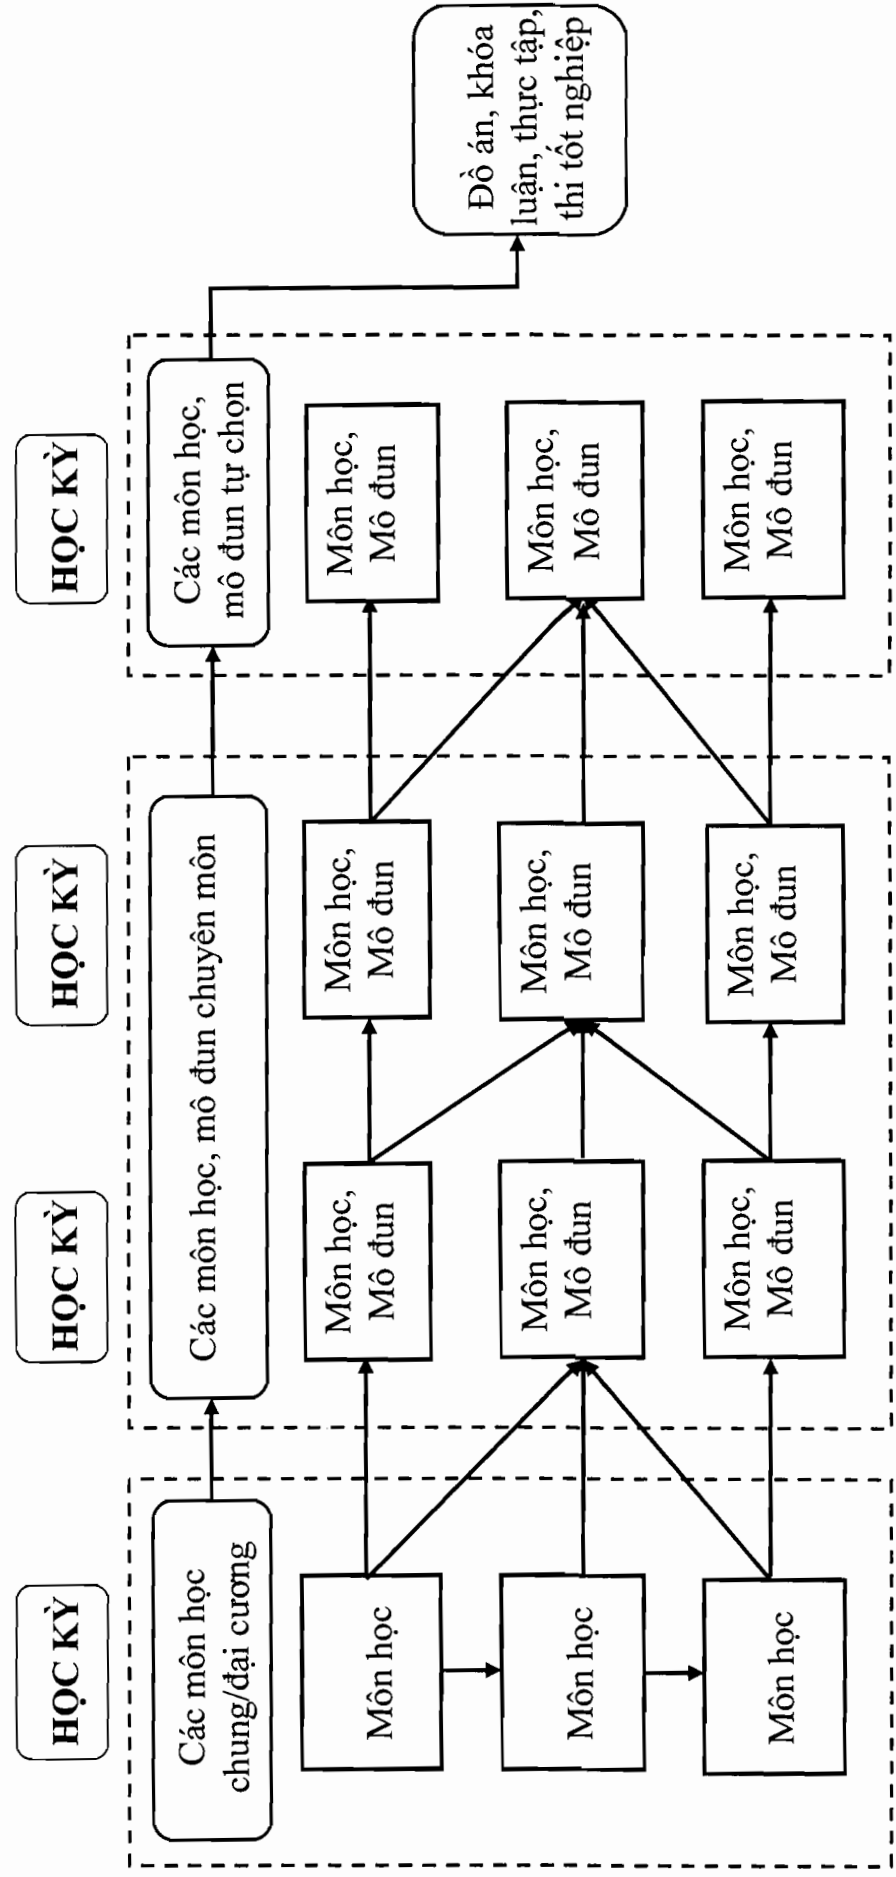 HỌC KỲ
HỌC KỲ
HỌC KỲ
HỌC KỲ
Các môn học
chung/đại cương
Các môn học, mô đun chuyên môn
Các môn học,
mô đun tự chọn
Đồ án, khóa
luận, thực tập,
thi tốt nghiệp
Môn học
Môn học,
Mô đun
Môn học,
Mô đun
Môn học,
Mô đun
Môn học
Môn học,
Mô đun
Môn học,
Mô đun
Môn học,
Mô đun
Môn học
Môn học,
Mô đun
Môn học,
Mô đun
Môn học,
Mô đun